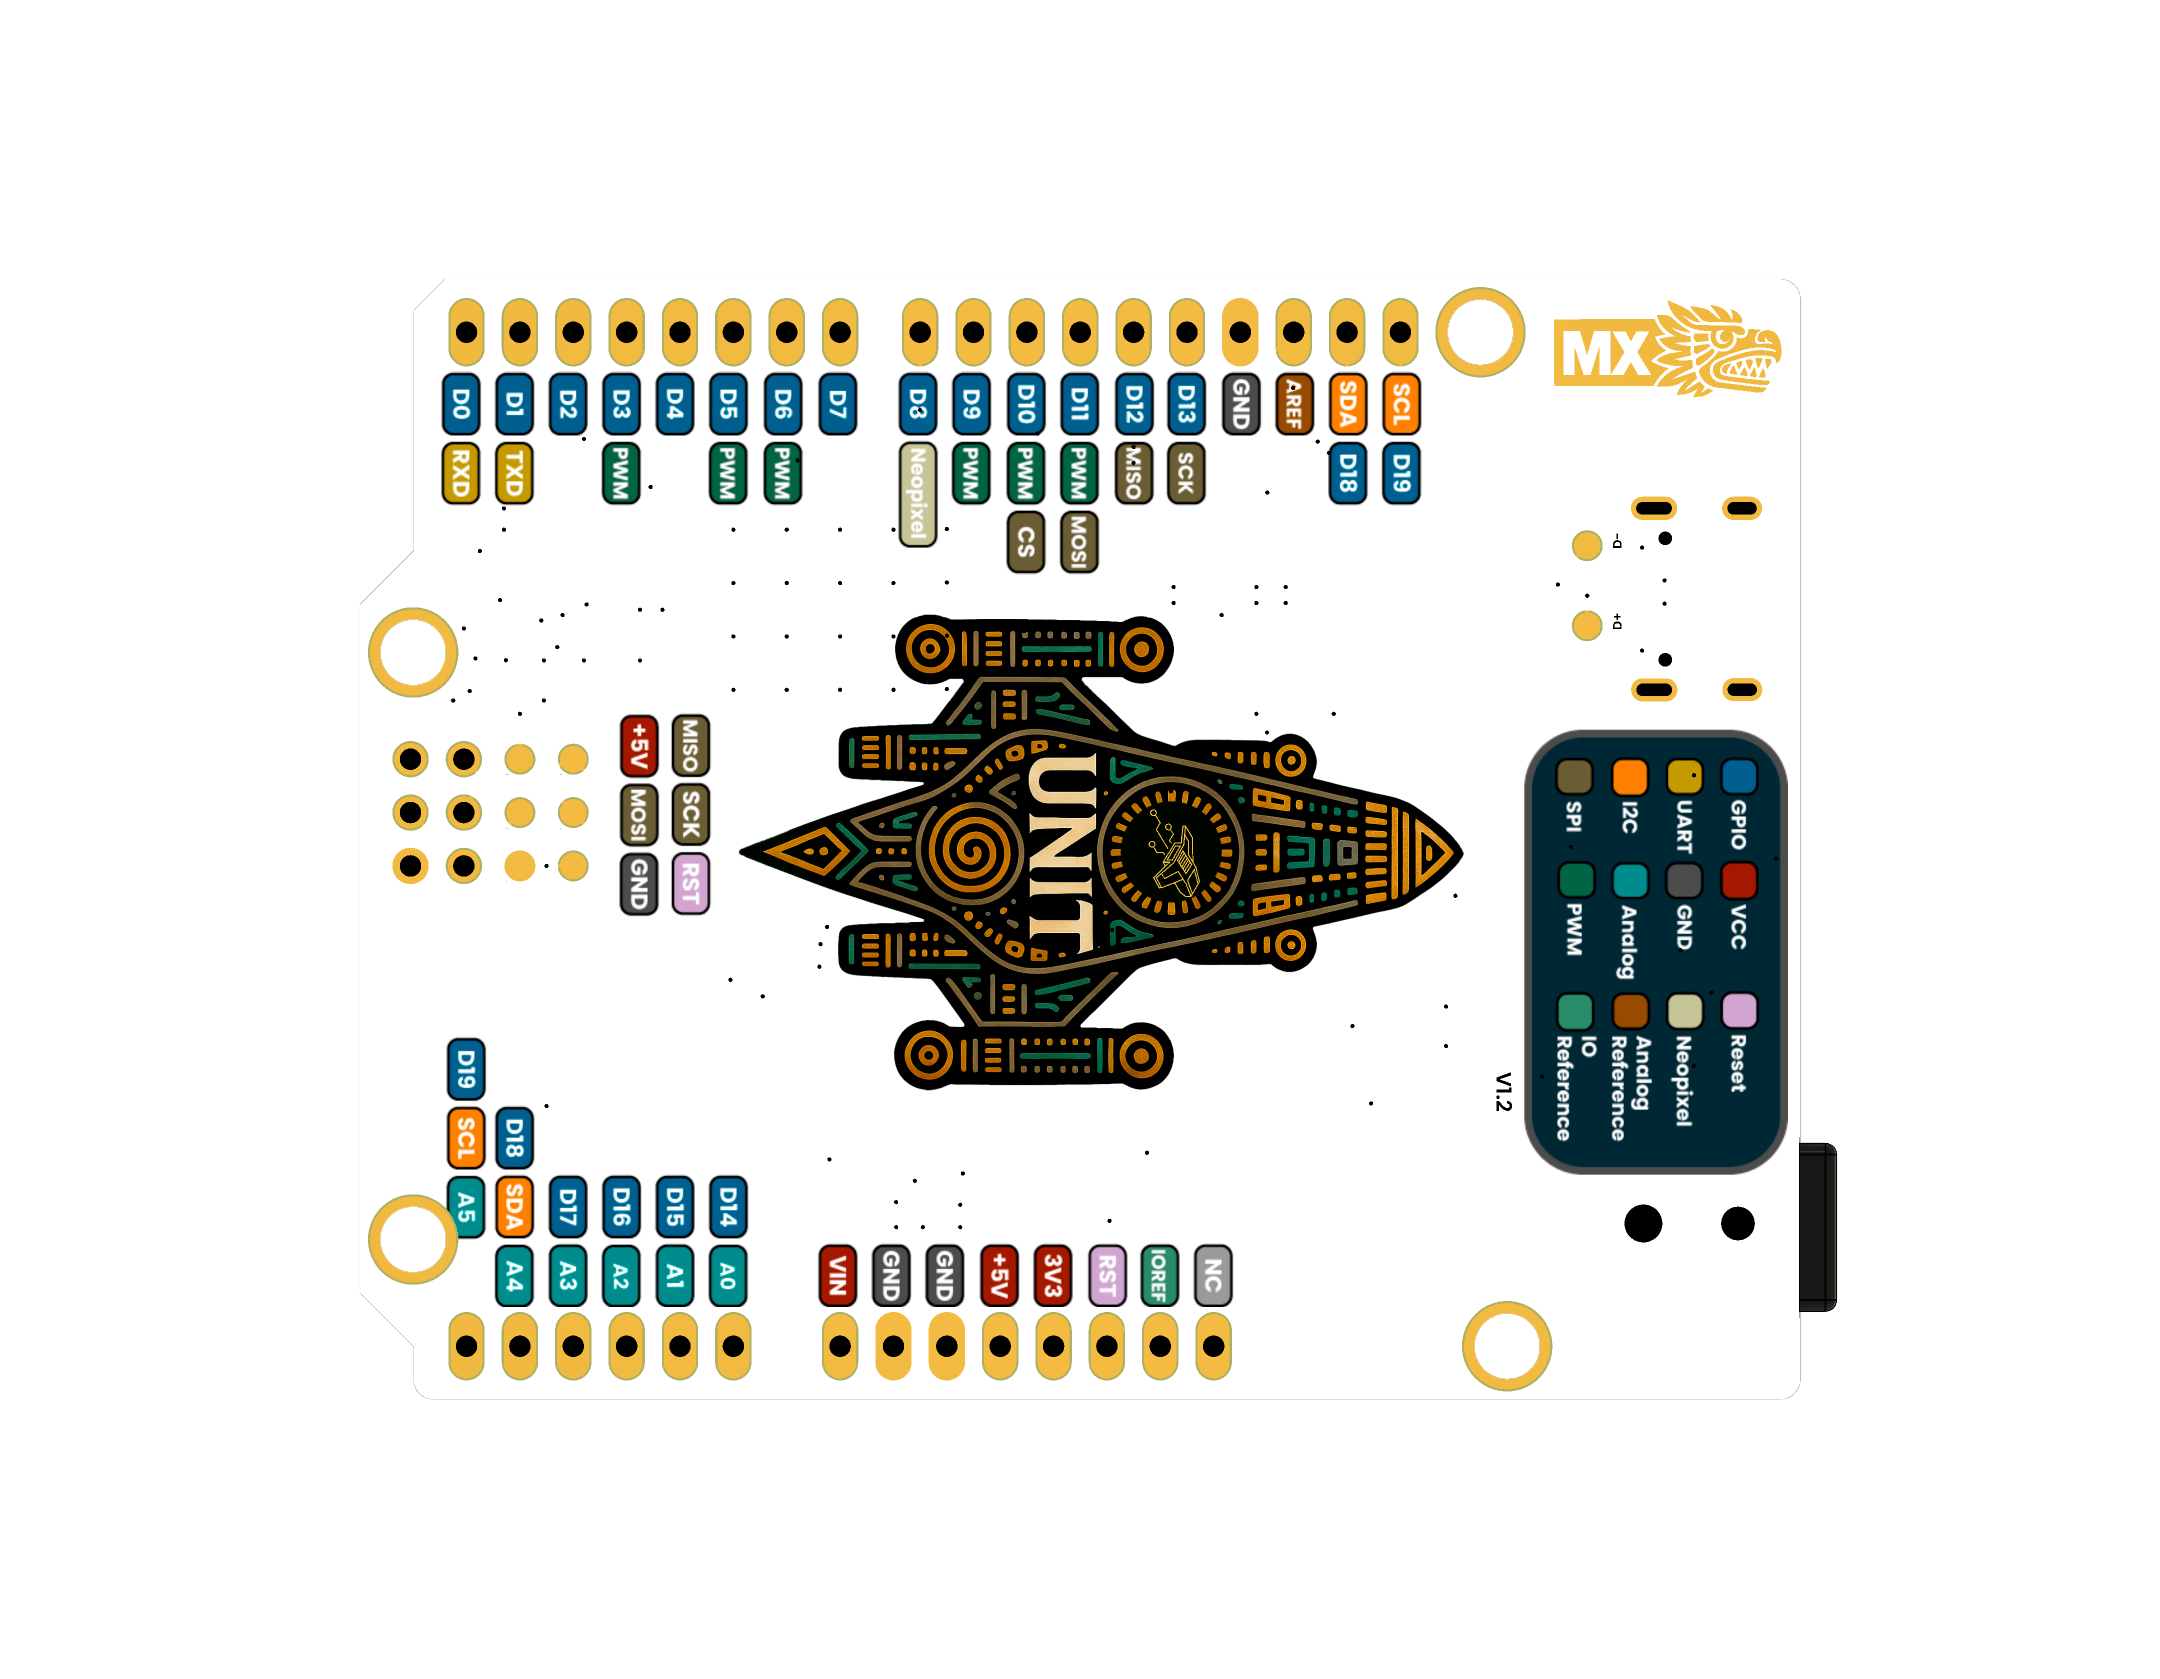 MX
D0
D1
D2
D3
D4
D5
D6
D7
D8
D9
D10
D11
D12
D13
GND
AREF
SDA
SCL
RXD
TXD
PWM
PWM
PWM
Neopixel
PWM
PWM
PWM
MISO
SCK
D18
D19
CS
MOSI
D-
D+
+5V
MISO
MOSI
SCK
GND
RST
UNIT
GPIO
VCC
Reset
UART
GND
Neopixel
I2C
Analog
Analog
Reference
SPI
PWM
IO
Reference
V1.2
D19
SCL
D18
A5
SDA
D17
D16
D15
D14
A4
A3
A2
A1
A0
VIN
GND
GND
+5V
3V3
RST
IOREF
NC